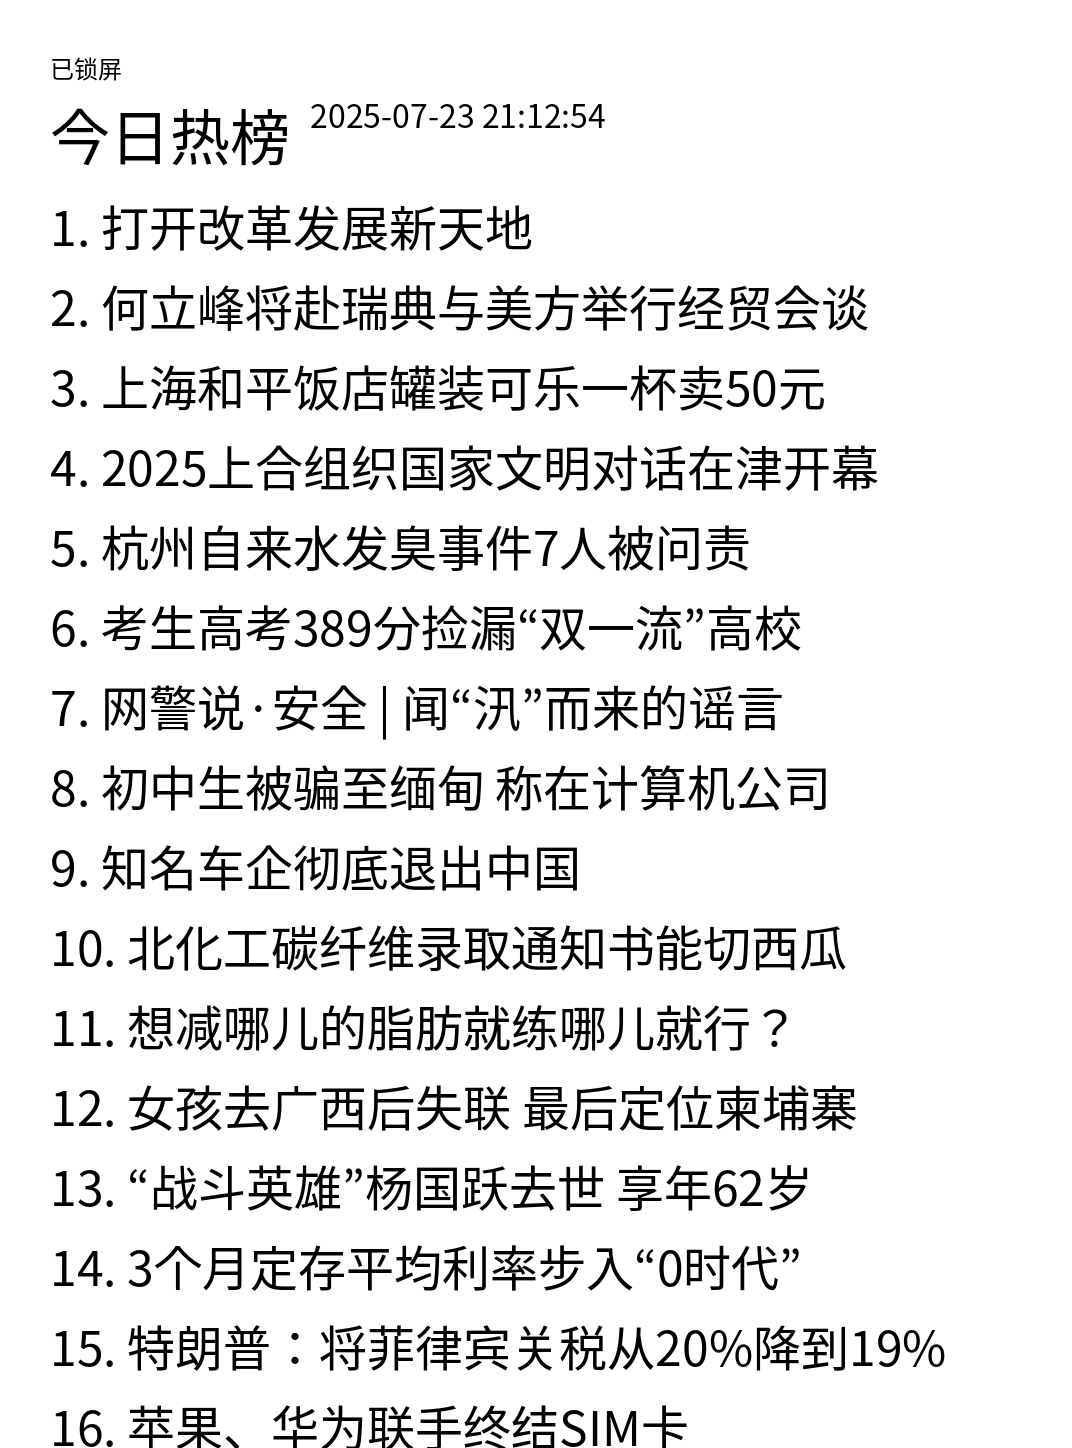 已锁屏
今日热榜 2025-07-23 21:12:54
1. 打开改革发展新天地
2. 何立峰将赴瑞典与美方举行经贸会谈
3. 上海和平饭店罐装可乐一杯卖50元
4. 2025上合组织国家文明对话在津开幕
5. 杭州自来水发臭事件7人被问责
6. 考生高考389分捡漏“双一流”高校
7. 网警说·安全 | 闻“汛”而来的谣言
8. 初中生被骗至缅甸 称在计算机公司
9. 知名车企彻底退出中国
10. 北化工碳纤维录取通知书能切西瓜
11. 想减哪儿的脂肪就练哪儿就行？
12. 女孩去广西后失联 最后定位柬埔寨
13. “战斗英雄”杨国跃去世 享年62岁
14. 3个月定存平均利率步入“0时代”
15. 特朗普：将菲律宾关税从20%降到19%
16. 苹果、华为联手终结SIM卡